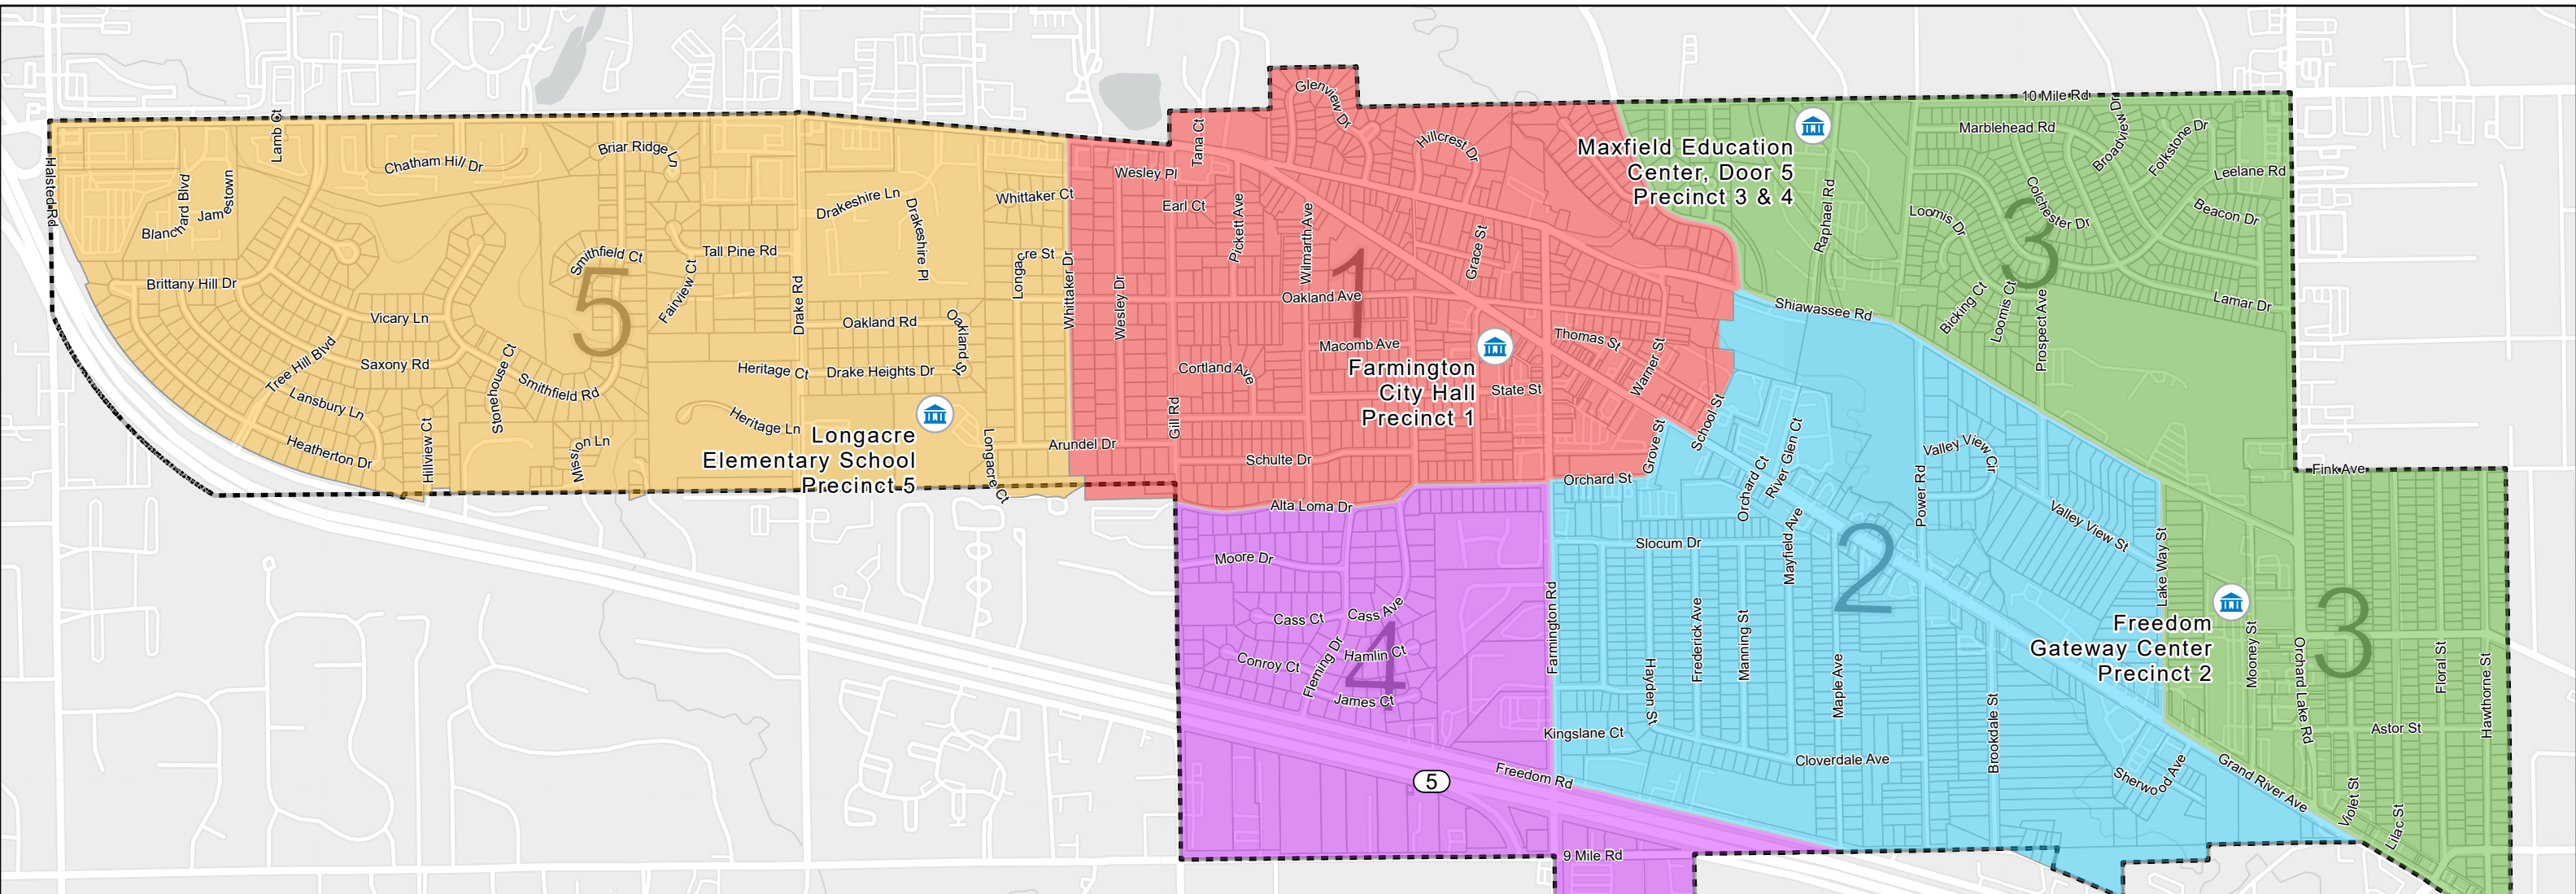 Glenview Dr
10 Mile Rd
Halsted Rd
Lamb Ct
Chatham Hill Dr
Briar Ridge Ln
Blanchard Blvd
Jamestown
Brittany Hill Dr
Smithfield Ct
Fairview Ct
Tall Pine Rd
Drake Rd
Drakeshire Ln
Drakeshire Pl
Whittaker Ct
Longacre St
Whittaker Dr
5
Vicary Ln
Tree Hill Blvd
Saxony Rd
Lansbury Ln
Heatherton Dr
Hillview Ct
Stonehouse Ct
Smithfield Rd
Mission Ln
Oakland Rd
Oakland St
Heritage Ct
Drake Heights Dr
Heritage Ln
Longacre
Elementary School
Precinct 5
Longacre Ct
Arundel Dr
Wesley Pl
Tana Ct
Earl Ct
Wesley Dr
Pickett Ave
Wilmarth Ave
Hillcrest Dr
Grace St
1
Oakland Ave
Macomb Ave
Cortland Ave
Gill Rd
Schulte Dr
Farmington
City Hall
Precinct 1
State St
Thomas St
Warner St
Grove St
School St
Orchard St
Alta Loma Dr
Maxfield Education
Center, Door 5
Precinct 3 & 4
Raphael Rd
Marblehead Rd
Broadview Dr
Folkstone Dr
Leelane Rd
Colchester Dr
Beacon Dr
Loomis Dr
3
Bicking Ct
Loomis Ct
Prospect Ave
Lamar Dr
Shiawassee Rd
Fink Ave
Orchard Ct
River Glen Ct
Mayfield Ave
Power Rd
Valley View Cir
Valley View St
Lake Way St
2
Slocum Dr
Farmington Rd
Hayden St
Frederick Ave
Manning St
Maple Ave
Brookdale St
Kingslane Ct
Cloverdale Ave
Sherwood Ave
Freedom
Gateway Center
Precinct 2
Mooney St
Orchard Lake Rd
3
Floral St
Hawthorne St
Astor St
Grand River Ave
Violet St
Lilac St
Moore Dr
Cass Ct
Cass Ave
Conroy Ct
Fleming Dr
Hamlin Ct
4
James Ct
5
Freedom Rd
9 Mile Rd